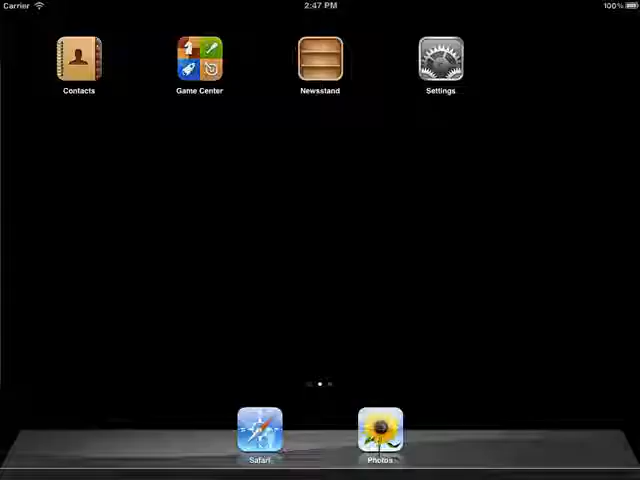 Carrier 2:47 PM 100%
Contacts Game Center Newsstand Settings
Safari Photos